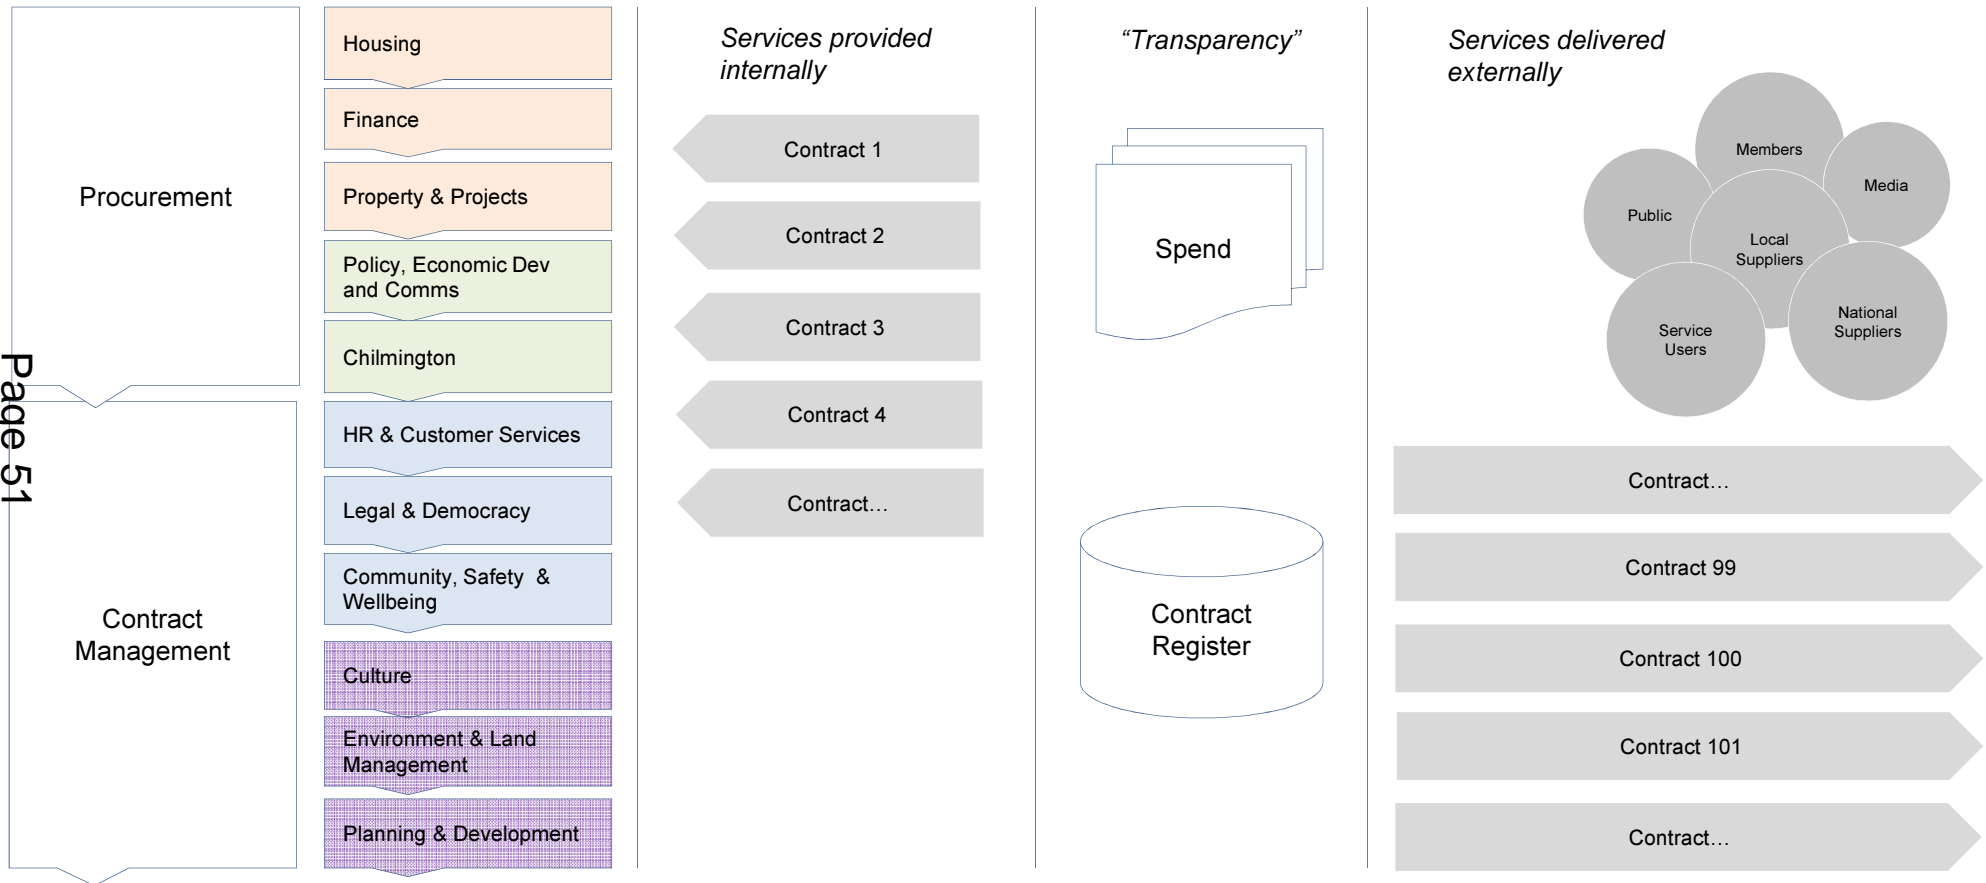 Procurement
Contract
Management
Page 51
Housing
Finance
Property & Projects
Policy, Economic Dev
and Comms
Chilmington
HR & Customer Services
Legal & Democracy
Community, Safety  &
Wellbeing
Culture
Environment & Land
Management
Planning & Development
Services provided
internally
Contract 1
Contract 2
Contract 3
Contract 4
Contract…
“Transparency”
Spend
Contract
Register
Services delivered
externally
Members
Media
Public
Local
Suppliers
National
Suppliers
Service
Users
Contract…
Contract 99
Contract 100
Contract 101
Contract…